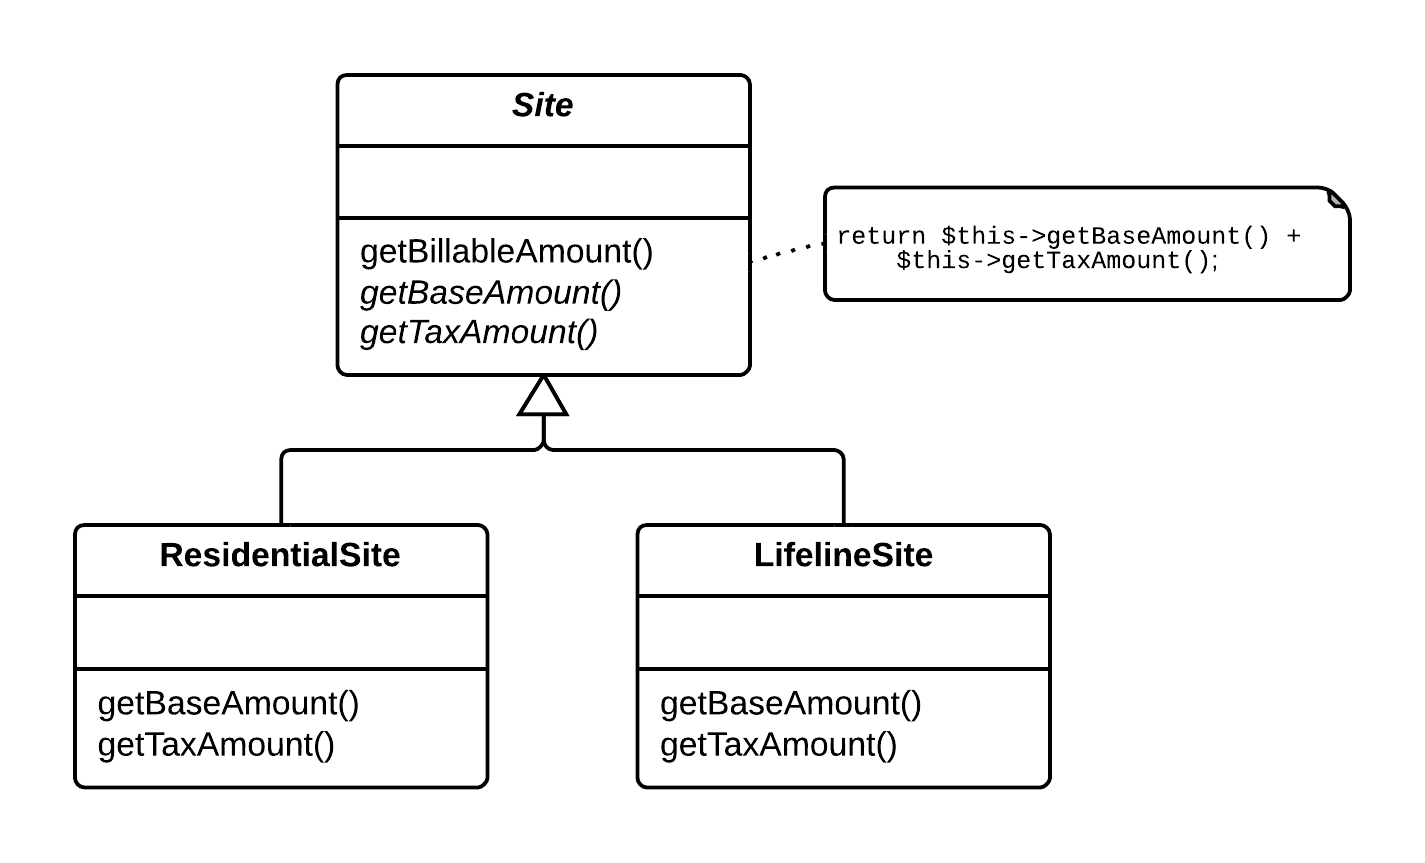 Site
getBillableAmount()
getBaseAmount()
getTaxAmount()
return $this->getBaseAmount() +
$this->getTaxAmount();
ResidentialSite
getBaseAmount()
getTaxAmount()
LifelineSite
getBaseAmount()
getTaxAmount()